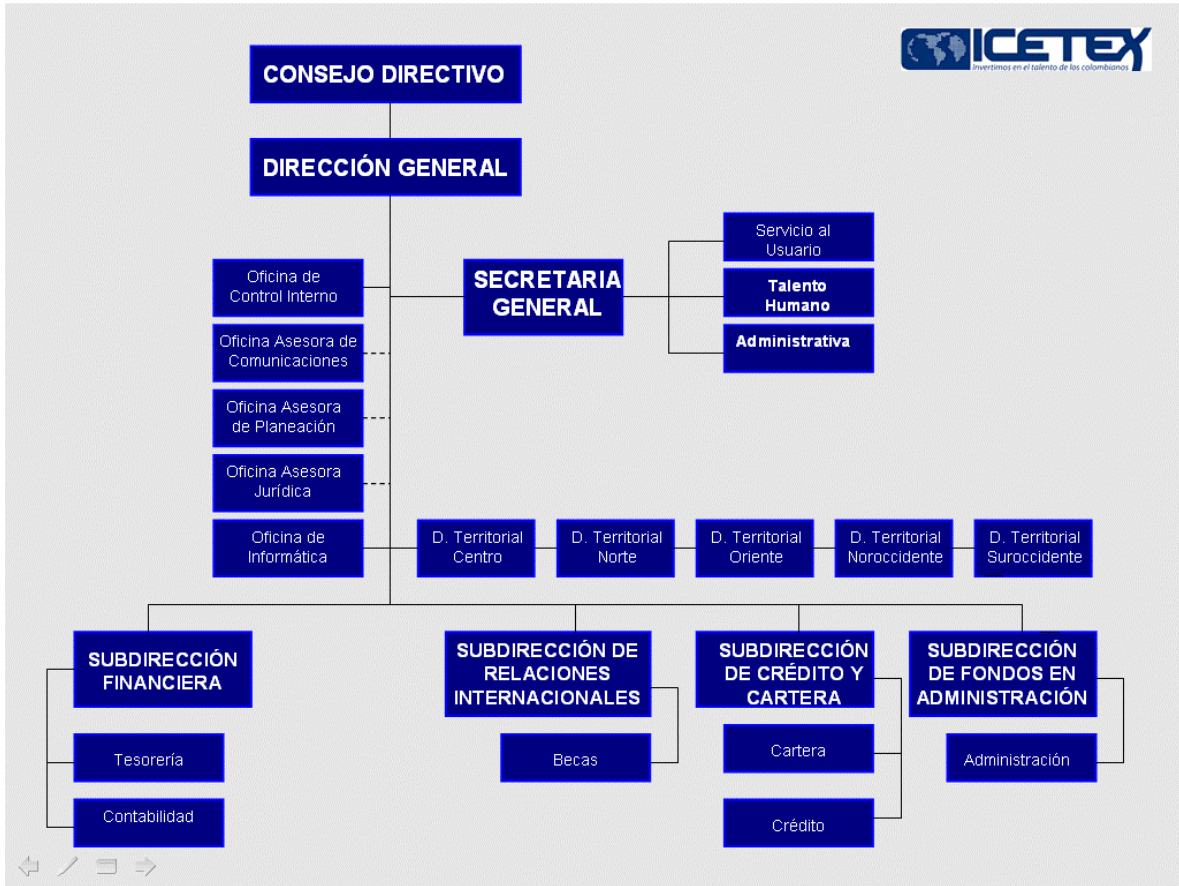 ICETEX
Invertimos en el talento de los colombianos
CONSEJO DIRECTIVO
DIRECCIÓN GENERAL
Servicio al
Usuario
Oficina de
Control Interno
SECRETARIA
GENERAL
Talento
Humano
Administrativa
Oficina Asesora de
Comunicaciones
Oficina Asesora
de Planeación
Oficina Asesora
Jurídica
Oficina de
Informática
D. Territorial
Centro
D. Territorial
Norte
D. Territorial
Oriente
D. Territorial
Noroccidente
D. Territorial
Suroccidente
SUBDIRECCIÓN
FINANCIERA
SUBDIRECCIÓN DE
RELACIONES
INTERNACIONALES
SUBDIRECCIÓN
DE CRÉDITO Y
CARTERA
SUBDIRECCIÓN
DE FONDOS EN
ADMINISTRACIÓN
Tesorería
Becas
Cartera
Administración
Contabilidad
Crédito